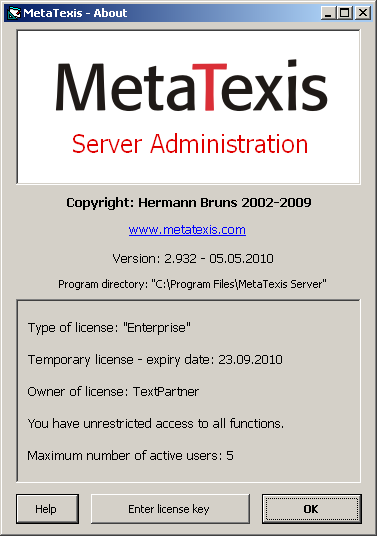 MetaTexis - About
MetaTexis
Server Administration
Copyright: Hermann Bruns 2002-2009
www.metatexis.com
Version: 2.932 - 05.05.2010
Program directory: "C:\Program Files\MetaTexis Server"
Type of license: "Enterprise"
Temporary license - expiry date: 23.09.2010
Owner of license: TextPartner
You have unrestricted access to all functions.
Maximum number of active users: 5
Help Enter license key OK